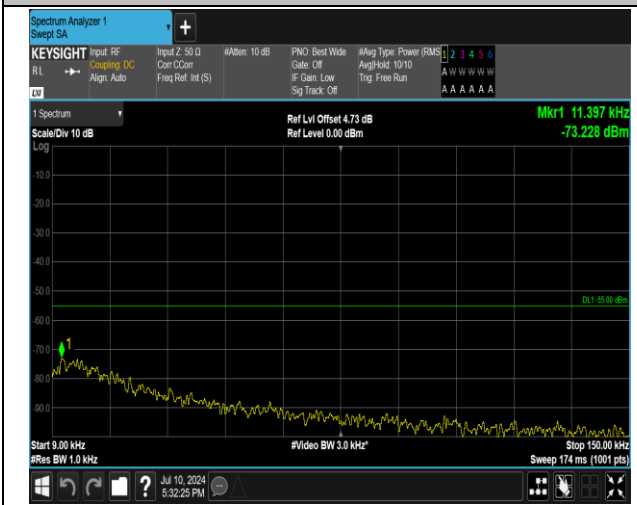 Spectrum Analyzer 1
Swept SA
+
KEYSIGHT
RL
LXI
Input: RF
Coupling: DC
Align: Auto
Input Z: 50 Ω
Corr CCorr
Freq Ref: Int (S)
#Atten: 10 dB
PNO: Best Wide
Gate: Off
IF Gain: Low
Sig Track: Off
#Avg Type: Power (RMS
Avg|Hold: 10/10
Trig: Free Run
1 2 3 4 5 6
A W W W W W
A A A A A A
1 Spectrum
Scale/Div 10 dB
Ref Lvl Offset 4.73 dB
Ref Level 0.00 dBm
Mkr1 11.397 kHz
-73.228 dBm
Log
-10.0
-20.0
-30.0
-40.0
-50.0
DL1 -55.00 dBm
-60.0
-70.0
1
-80.0
-90.0
Start 9.00 kHz
#Video BW 3.0 kHz*
Stop 150.00 kHz
#Res BW 1.0 kHz
Sweep 174 ms (1001 pts)
?
Jul 10, 2024
5:32:25 PM